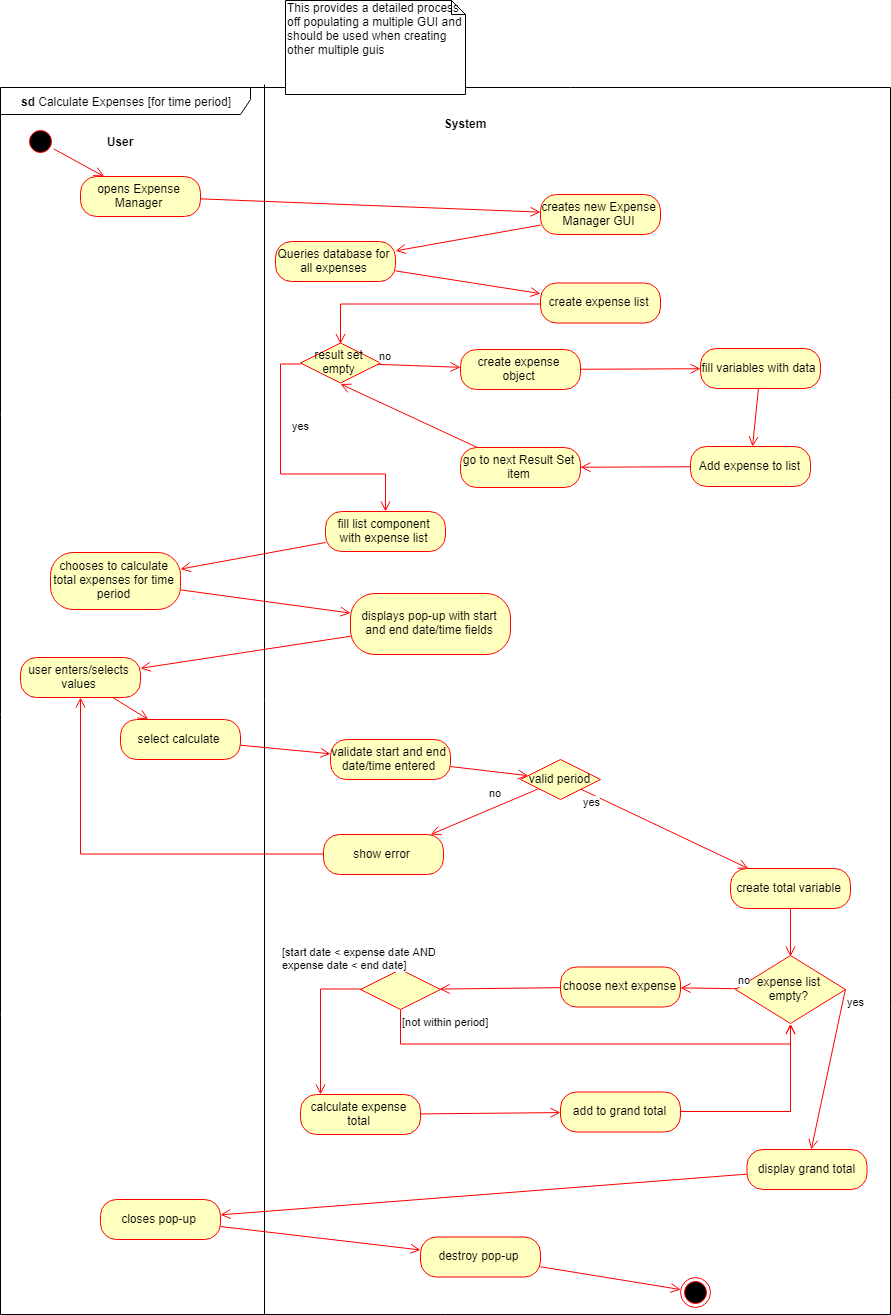 This provides a detailed process
off populating a multiple GUI and
should be used when creating
other multiple guis
sd Calculate Expenses [for time period]
User
System
opens Expense
Manager
creates new Expense
Manager GUI
Queries database for
all expenses
create expense list
result set
empty
no
create expense
object
fill variables with data
yes
go to next Result Set
item
Add expense to list
fill list component
with expense list
chooses to calculate
total expenses for time
period
displays pop-up with start
and end date/time fields
user enters/selects
values
select calculate
validate start and end
date/time entered
valid period
no
yes
show error
create total variable
[start date < expense date AND
expense date < end date]
choose next expense
no
expense list
empty?
yes
[not within period]
calculate expense
total
add to grand total
display grand total
closes pop-up
destroy pop-up